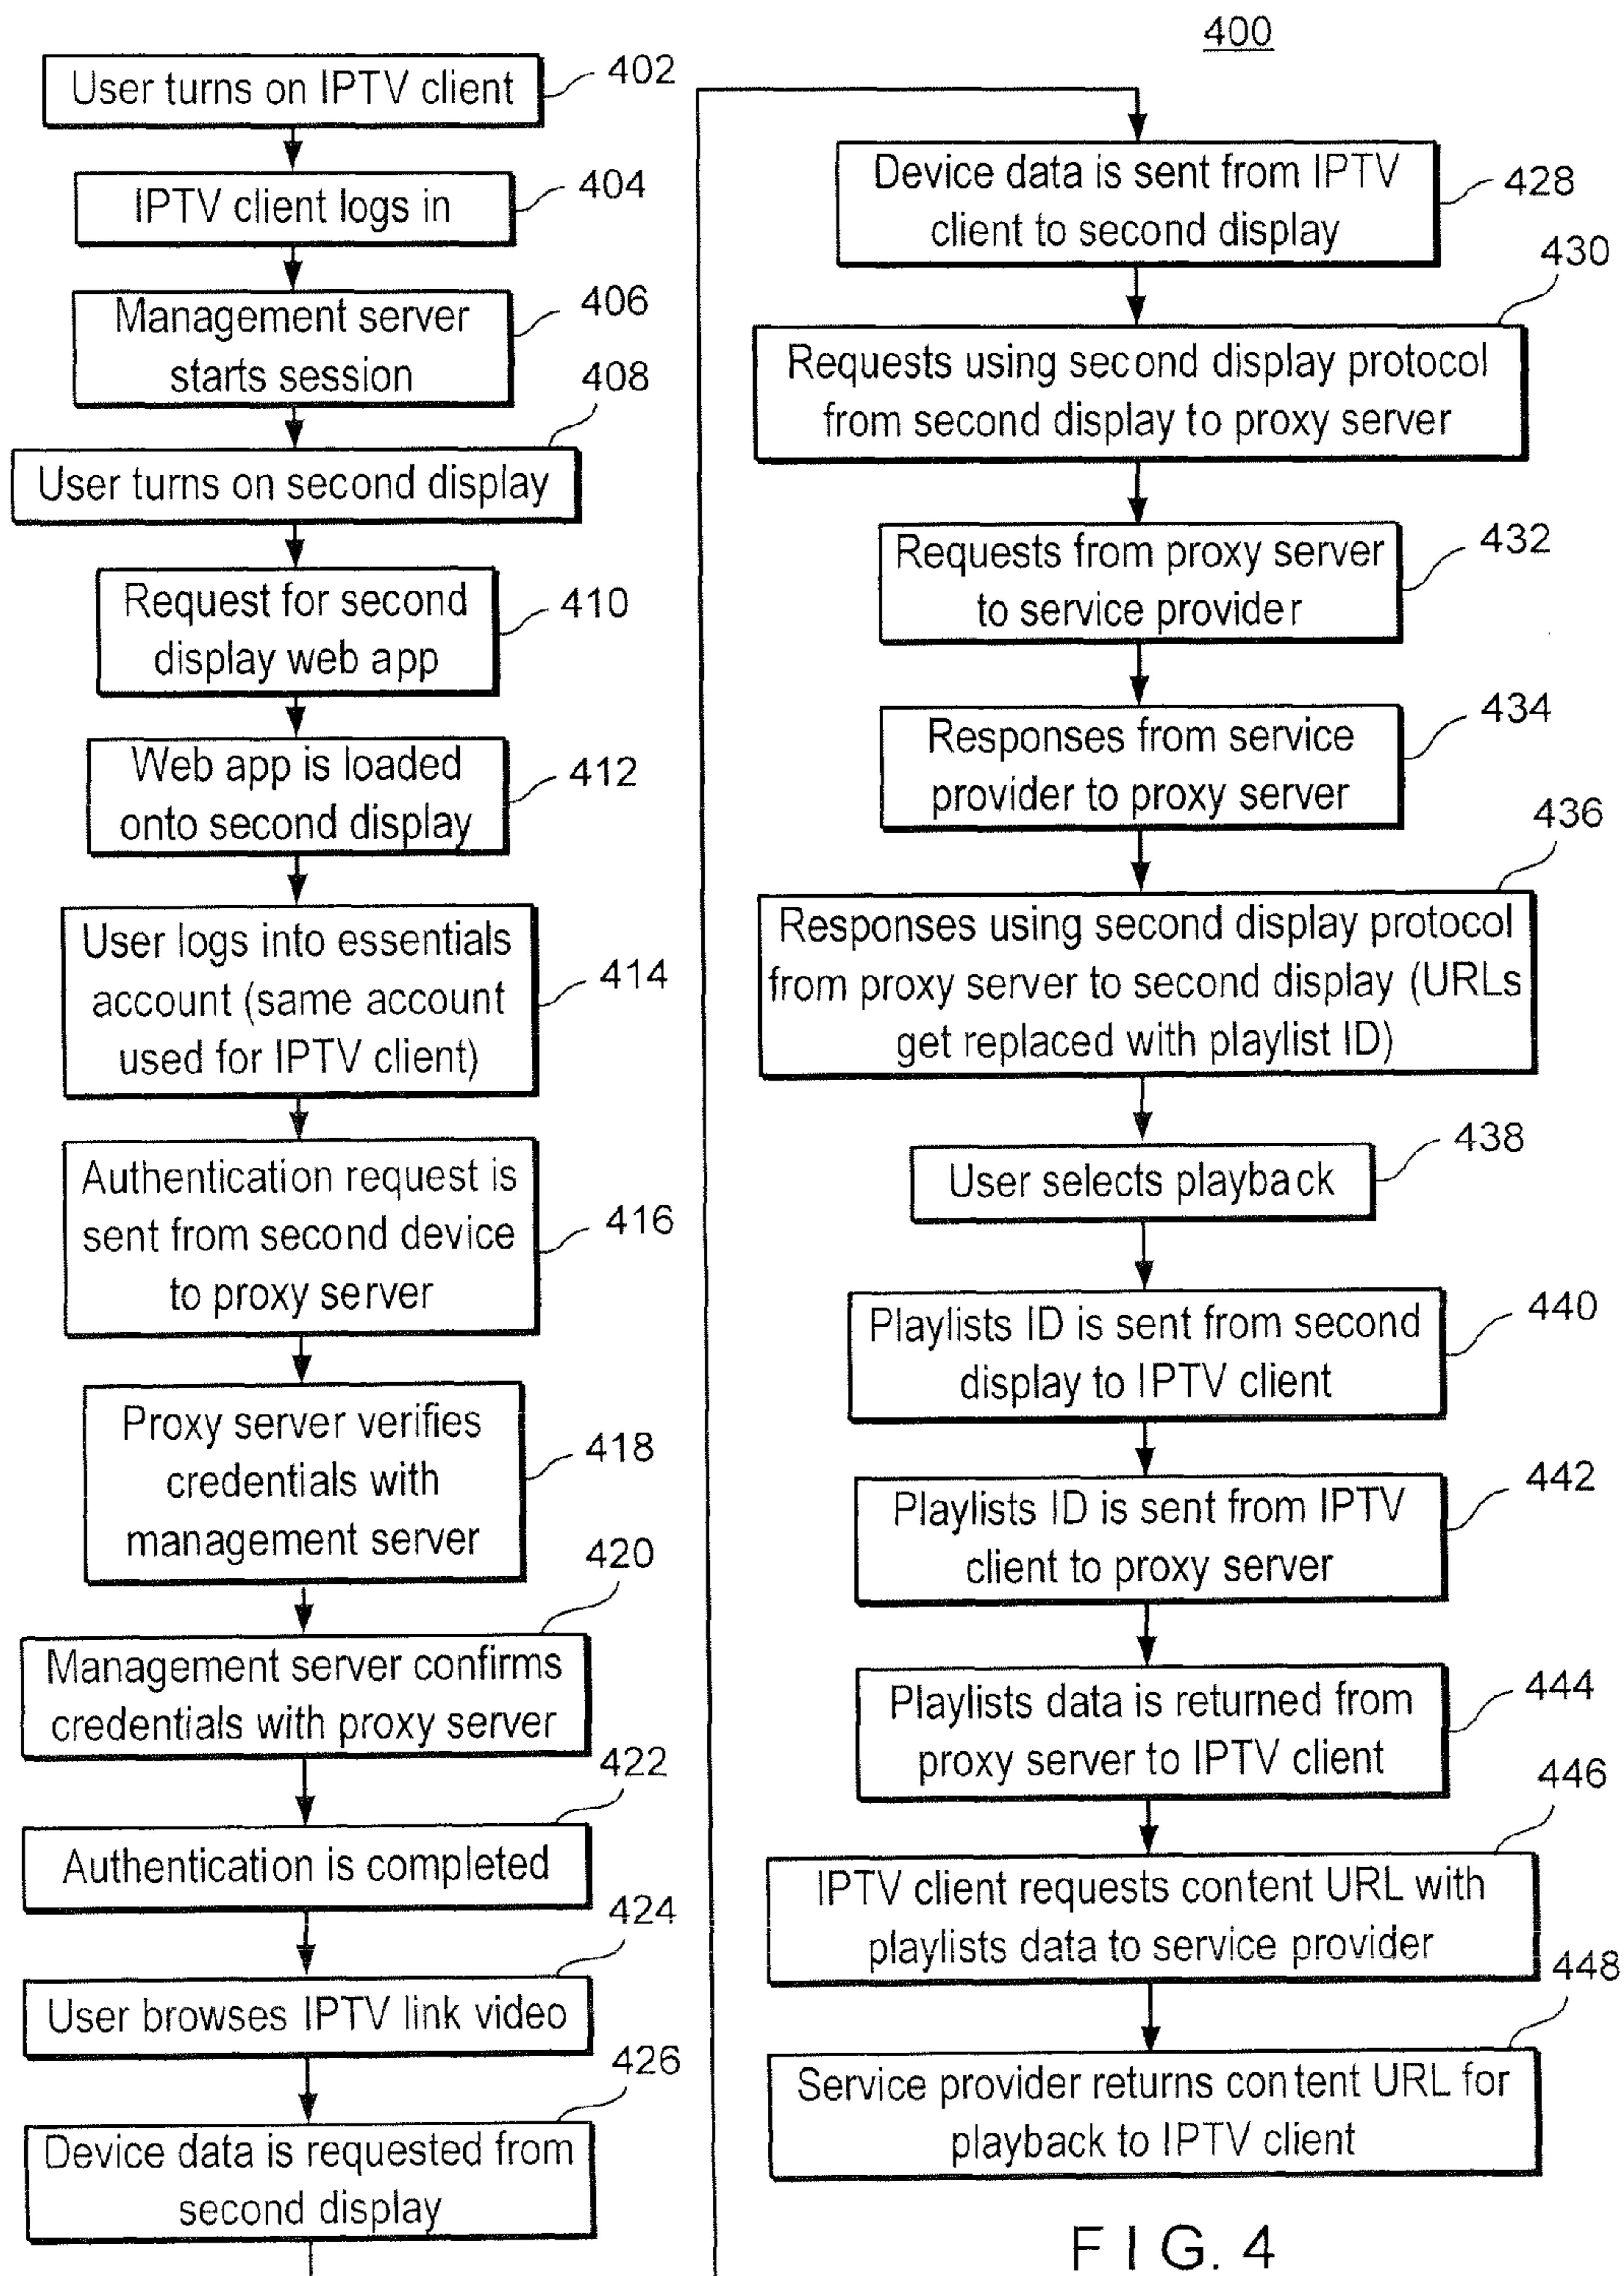 400
User turns on IPTV client
402
IPTV client logs in
404
Management server
starts session
406
User turns on second display
408
Request for second
display web app
410
Web app is loaded
onto second display
412
User logs into essentials
account (same account
used for IPTV client)
414
Authentication request is
sent from second device
to proxy server
416
Proxy server verifies
credentials with
management server
418
Management server confirms
credentials with proxy server
420
Authentication is completed
422
User browses IPTV link video
424
Device data is requested from
second display
426
Device data is sent from IPTV
client to second display
428
Requests using second display protocol
from second display to proxy server
430
Requests from proxy server
to service provider
432
Responses from service
provider to proxy server
434
Responses using second display protocol
from proxy server to second display (URLs
get replaced with playlist ID)
436
User selects playback
438
Playlists ID is sent from second
display to IPTV client
440
Playlists ID is sent from IPTV
client to proxy server
442
Playlists data is returned from
proxy server to IPTV client
444
IPTV client requests content URL with
playlists data to service provider
446
Service provider returns content URL for
playback to IPTV client
448
FIG. 4